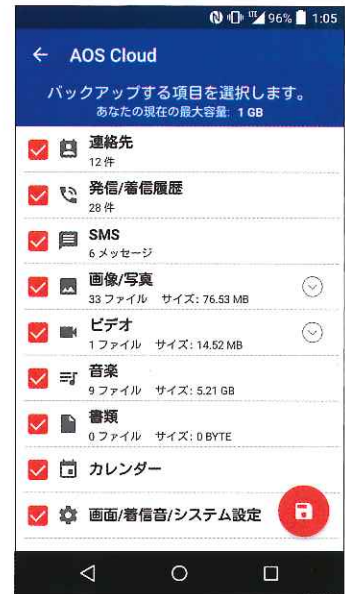 LTE 96% 1:05
← AOS Cloud
バックアップする項目を選択します。
あなたの現在の最大容量: 1 GB
連絡先
12 件
発信/着信履歴
28 件
SMS
6 メッセージ
画像/写真
33 ファイル サイズ: 76.53 MB
ビデオ
1 ファイル サイズ: 14.52 MB
音楽
9 ファイル サイズ: 5.21 GB
書類
0 ファイル サイズ: 0 BYTE
カレンダー
画面/着信音/システム設定